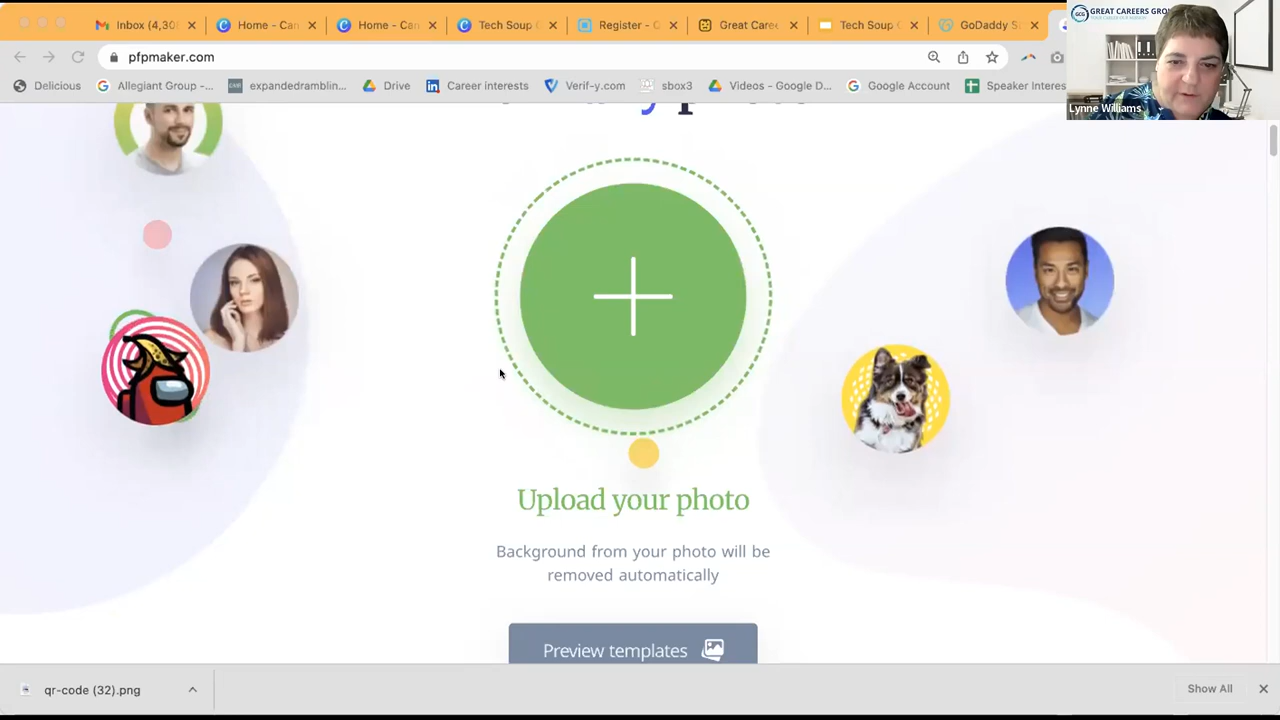 Inbox (4,30
Home - Can
Home - Can
Tech Soup C
Register - C
Great Caree
Tech Soup C
GoDaddy S
pfpmaker.com
GREAT CAREERS GROU
Delicious
Allegiant Group -...
expandedramblin...
Drive
Career interests
Verif-y.com
sbox3
Videos - Google D...
Google Account
Speaker Interes
Lynne Williams
Upload your photo
Background from your photo will be
removed automatically
Preview templates
qr-code (32).png
Show All